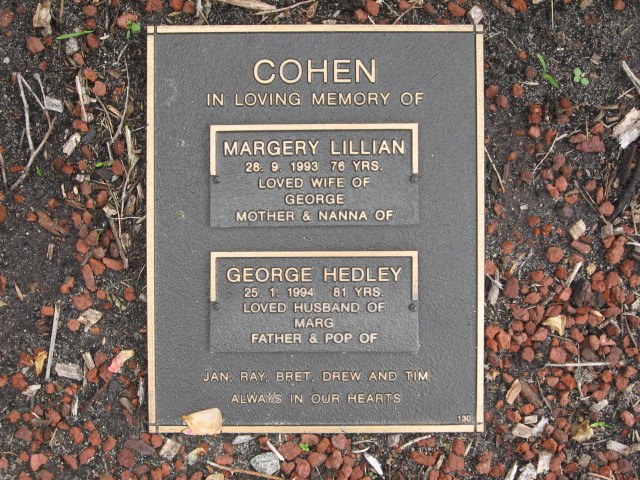 COHEN
IN LOVING MEMORY OF
MARGERY LILLIAN
28. 9. 1993 76 YRS.
LOVED WIFE OF
GEORGE
MOTHER & NANNA OF
GEORGE HEDLEY
25. 1. 1994 81 YRS.
LOVED HUSBAND OF
MARG
FATHER & POP OF
JAN, RAY, BRET, DREW AND TIM
ALWAYS IN OUR HEARTS
130